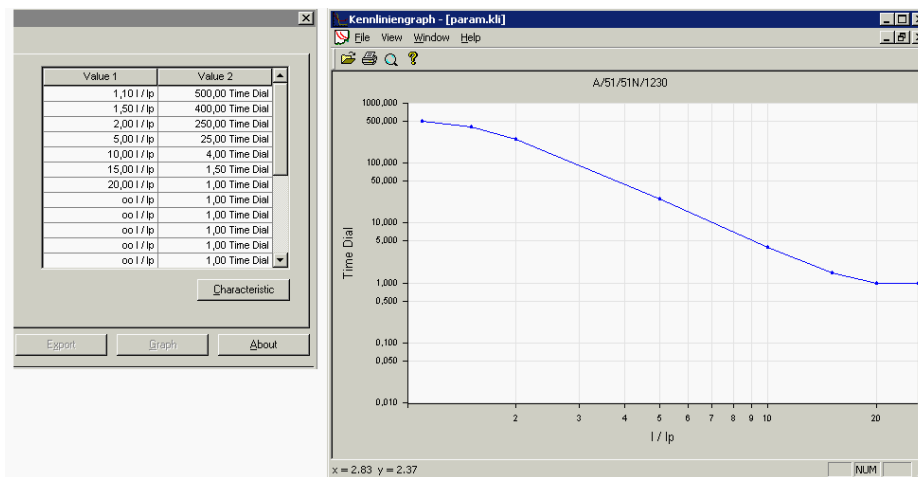 Value 1 Value 2
1,10 I / Ip 500,00 Time Dial
1,50 I / Ip 400,00 Time Dial
2,00 I / Ip 250,00 Time Dial
5,00 I / Ip 25,00 Time Dial
10,00 I / Ip 4,00 Time Dial
15,00 I / Ip 1,50 Time Dial
20,00 I / Ip 1,00 Time Dial
oo I / Ip 1,00 Time Dial
oo I / Ip 1,00 Time Dial
oo I / Ip 1,00 Time Dial
oo I / Ip 1,00 Time Dial
oo I / Ip 1,00 Time Dial
Characteristic
Export Graph About
Kennliniengraph - [param.kli]
File View Window Help
A/51/51N/1230
1000,000
500,000
100,000
50,000
10,000
5,000
1,000
0,500
0,100
0,050
0,010
Time Dial
2 3 4 5 6 7 8 9 10 20
I / Ip
x = 2.83 y = 2.37
NUM